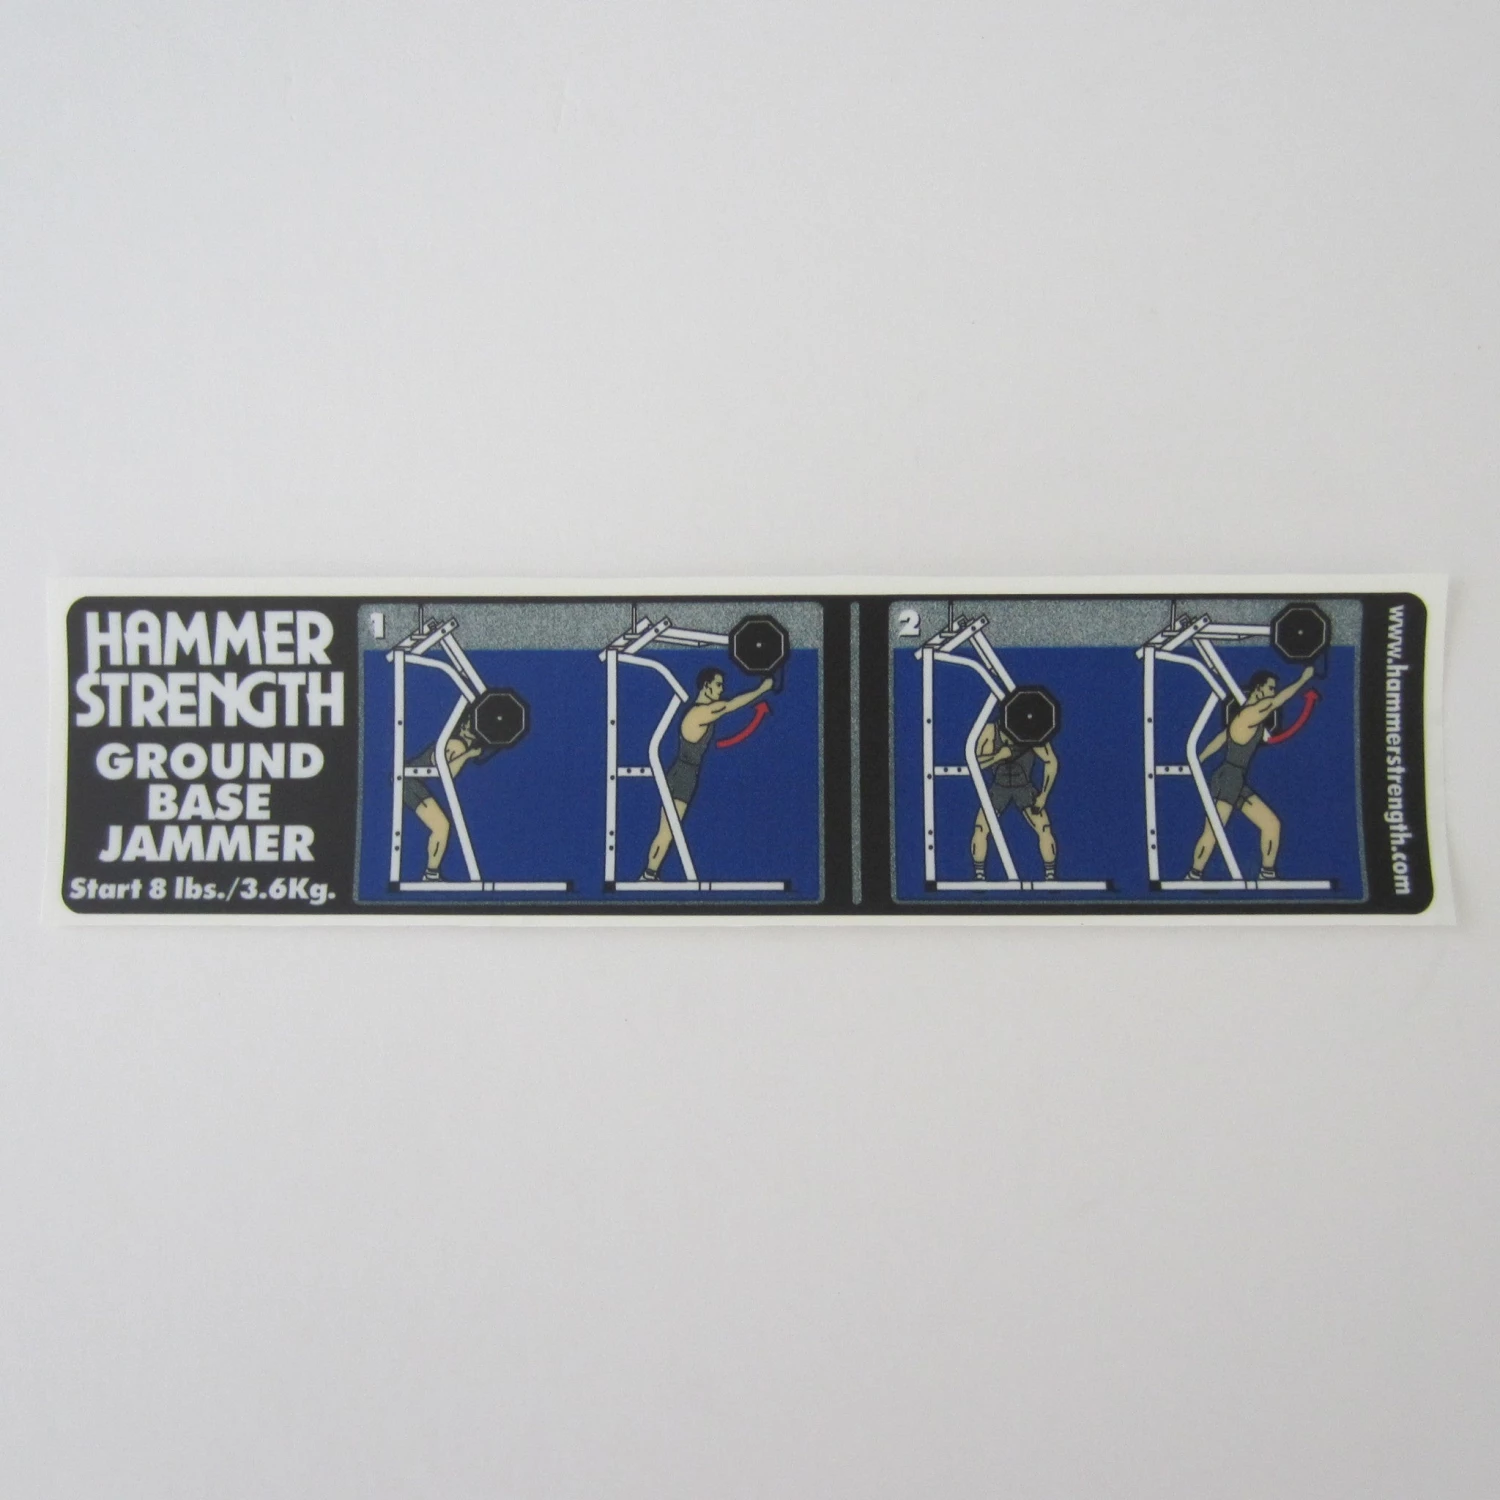 HAMMER
STRENGTH
GROUND
BASE
JAMMER
Start 8 lbs./3.6Kg.
1
2
www.hammerstrength.com